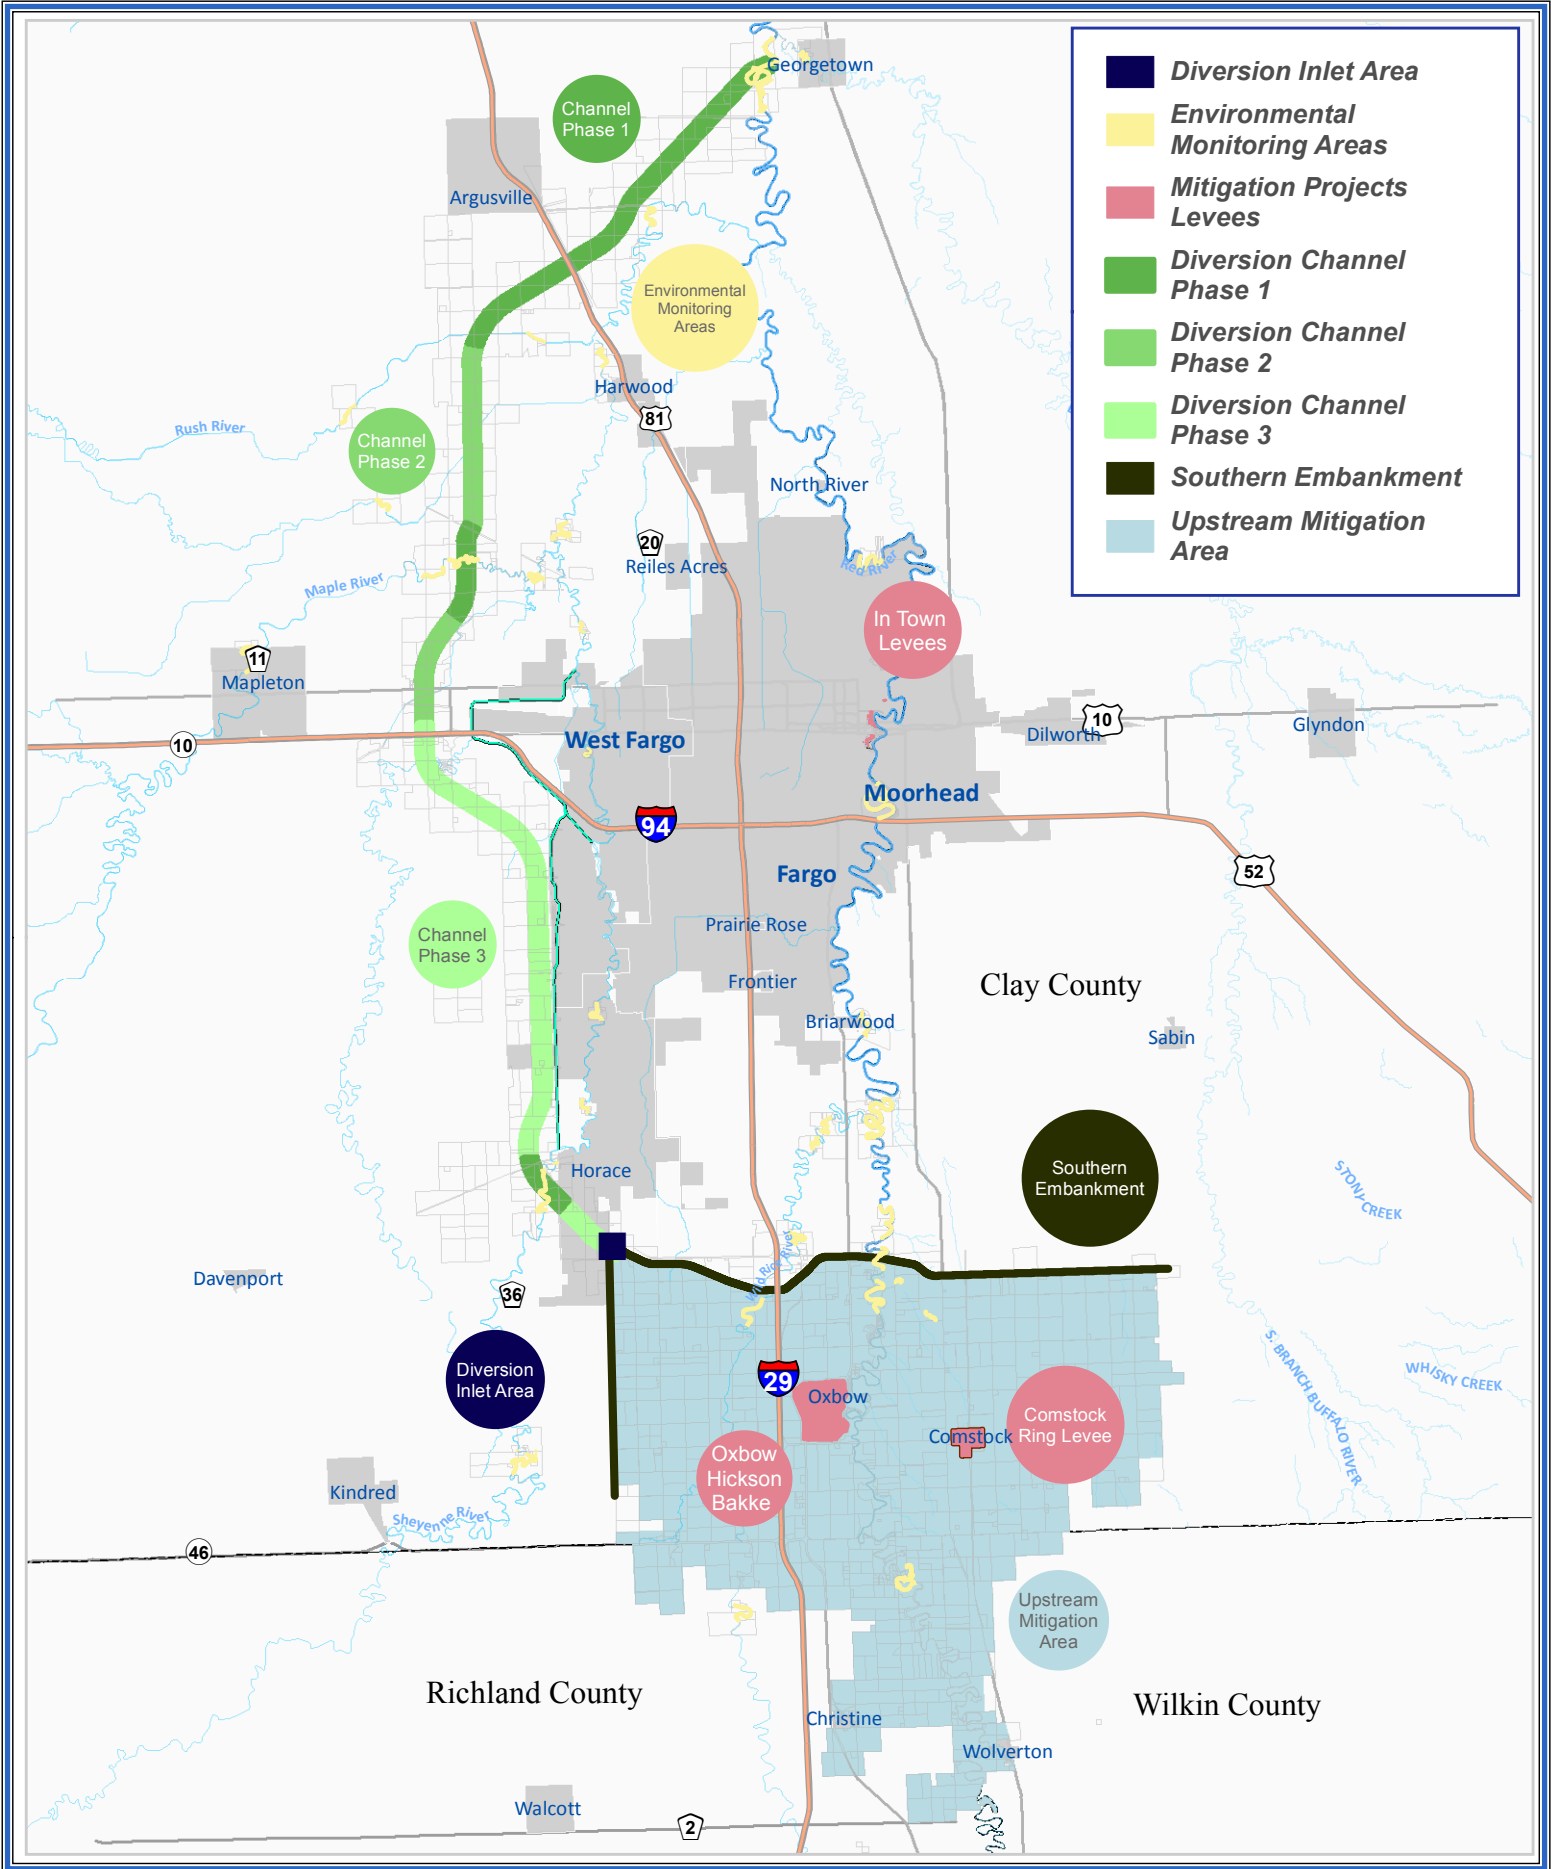 Georgetown
Channel
Phase 1
Argusville
Environmental
Monitoring
Areas
Harwood
81
Rush River
Channel
Phase 2
North River
20
Reiles Acres
Red River
Maple River
In Town
Levees
11
Mapleton
10
West Fargo
Dilworth
10
Glyndon
Moorhead
94
Fargo
52
Prairie Rose
Channel
Phase 3
Frontier
Clay County
Briarwood
Sabin
Horace
Southern
Embankment
STONY CREEK
Davenport
36
Wild Rice River
Diversion
Inlet Area
29
Oxbow
Comstock
Comstock
Ring Levee
S. BRANCH BUFFALO RIVER
WHISKY CREEK
Oxbow
Hickson
Bakke
Kindred
Sheyenne River
46
Upstream
Mitigation
Area
Richland County
Wilkin County
Christine
Wolverton
Walcott
2
Diversion Inlet Area
Environmental
Monitoring Areas
Mitigation Projects
Levees
Diversion Channel
Phase 1
Diversion Channel
Phase 2
Diversion Channel
Phase 3
Southern Embankment
Upstream Mitigation
Area